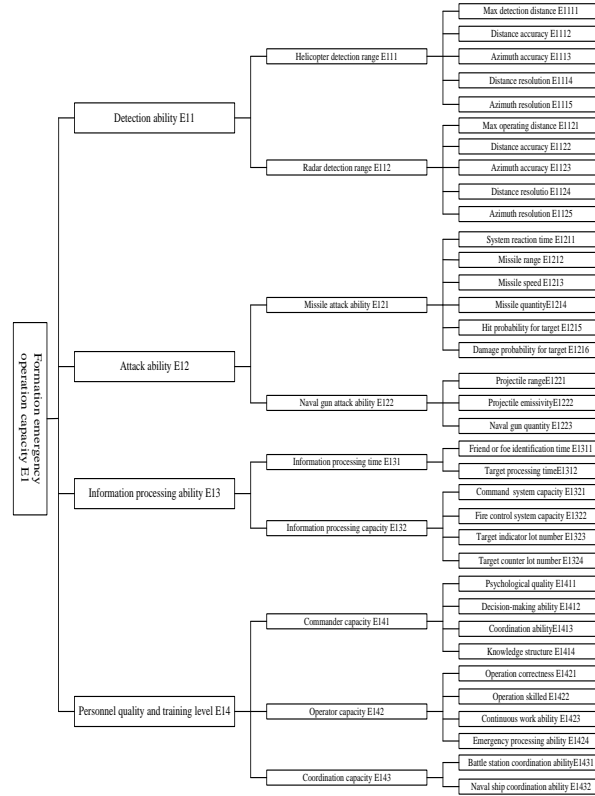 Formation emergency
operation capacity E1
Detection ability E11
Helicopter detection range E111
Max detection distance E1111
Distance accuracy E1112
Azimuth accuracy E1113
Distance resolution E1114
Azimuth resolution E1115
Radar detection range E112
Max operating distance E1121
Distance accuracy E1122
Azimuth accuracy E1123
Distance resolutio E1124
Azimuth resolution E1125
Attack ability E12
Missile attack ability E121
System reaction time E1211
Missile range E1212
Missile speed E1213
Missile quantityE1214
Hit probability for target E1215
Damage probability for target E1216
Naval gun attack ability E122
Projectile rangeE1221
Projectile emissivityE1222
Naval gun quantity E1223
Information processing ability E13
Information processing time E131
Friend or foe identification time E1311
Target processing timeE1312
Information processing capacity E132
Command system capacity E1321
Fire control system capacity E1322
Target indicator lot number E1323
Target counter lot number E1324
Personnel quality and training level E14
Commander capacity E141
Psychological quality E1411
Decision-making ability E1412
Coordination abilityE1413
Knowledge structure E1414
Operator capacity E142
Operation correctness E1421
Operation skilled E1422
Continuous work ability E1423
Emergency processing ability E1424
Coordination capacity E143
Battle station coordination abilityE1431
Naval ship coordination ability E1432